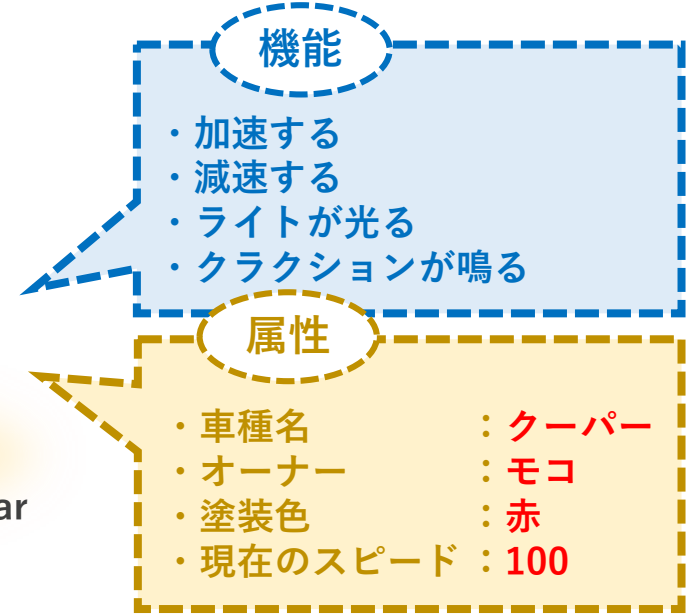 機能
・加速する
・減速する
・ライトが光る
・クラクションが鳴る
属性
・車種名 ：クーパー
・オーナー ：モコ
・塗装色 ：赤
・現在のスピード ：100
ar